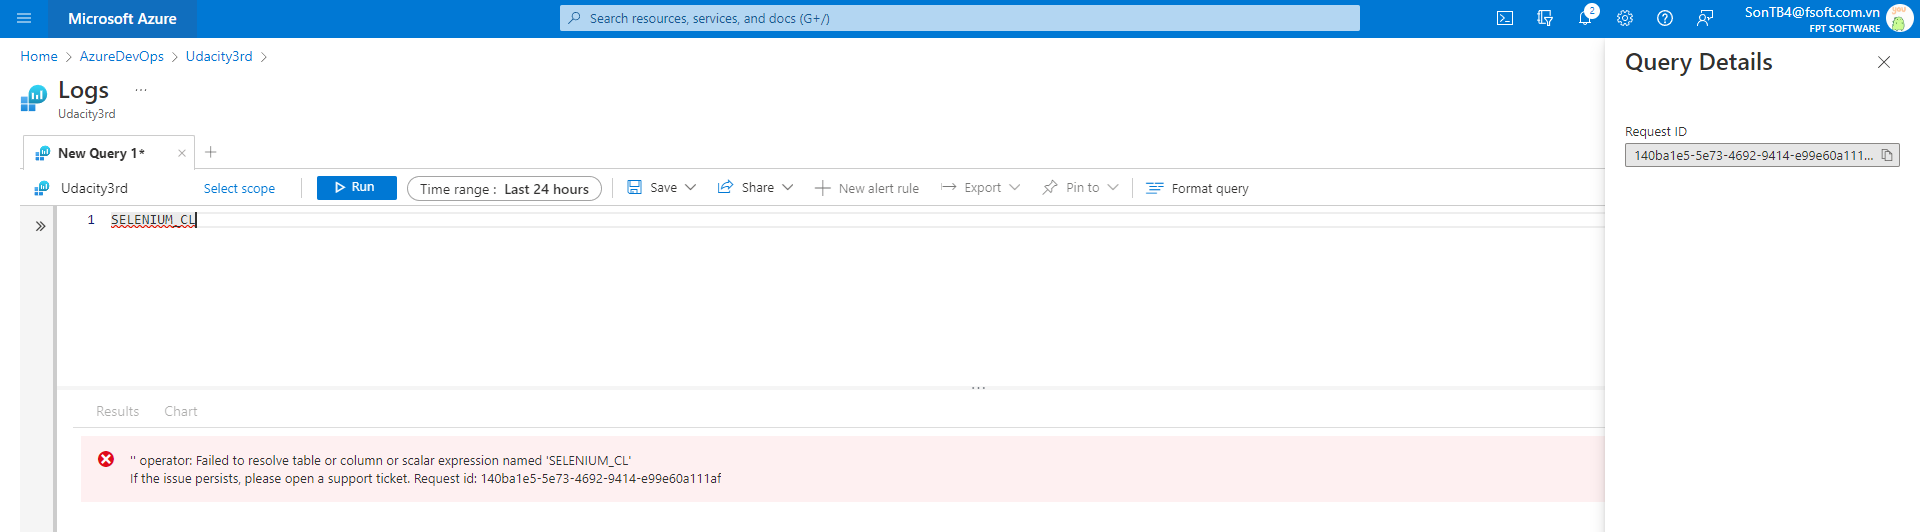 Microsoft Azure
Search resources, services, and docs (G+/)
2
SonTB4@fsoft.com.vn
FPT SOFTWARE
Home > AzureDevOps > Udacity3rd >
Logs ...
Udacity3rd
New Query 1*
Udacity3rd
Select scope
Run
Time range : Last 24 hours
Save
Share
New alert rule
Export
Pin to
Format query
1 SELENIUM_CL
Results
Chart
'' operator: Failed to resolve table or column or scalar expression named 'SELENIUM_CL'
If the issue persists, please open a support ticket. Request id: 140ba1e5-5e73-4692-9414-e99e60a111af
Query Details
Request ID
140ba1e5-5e73-4692-9414-e99e60a111...